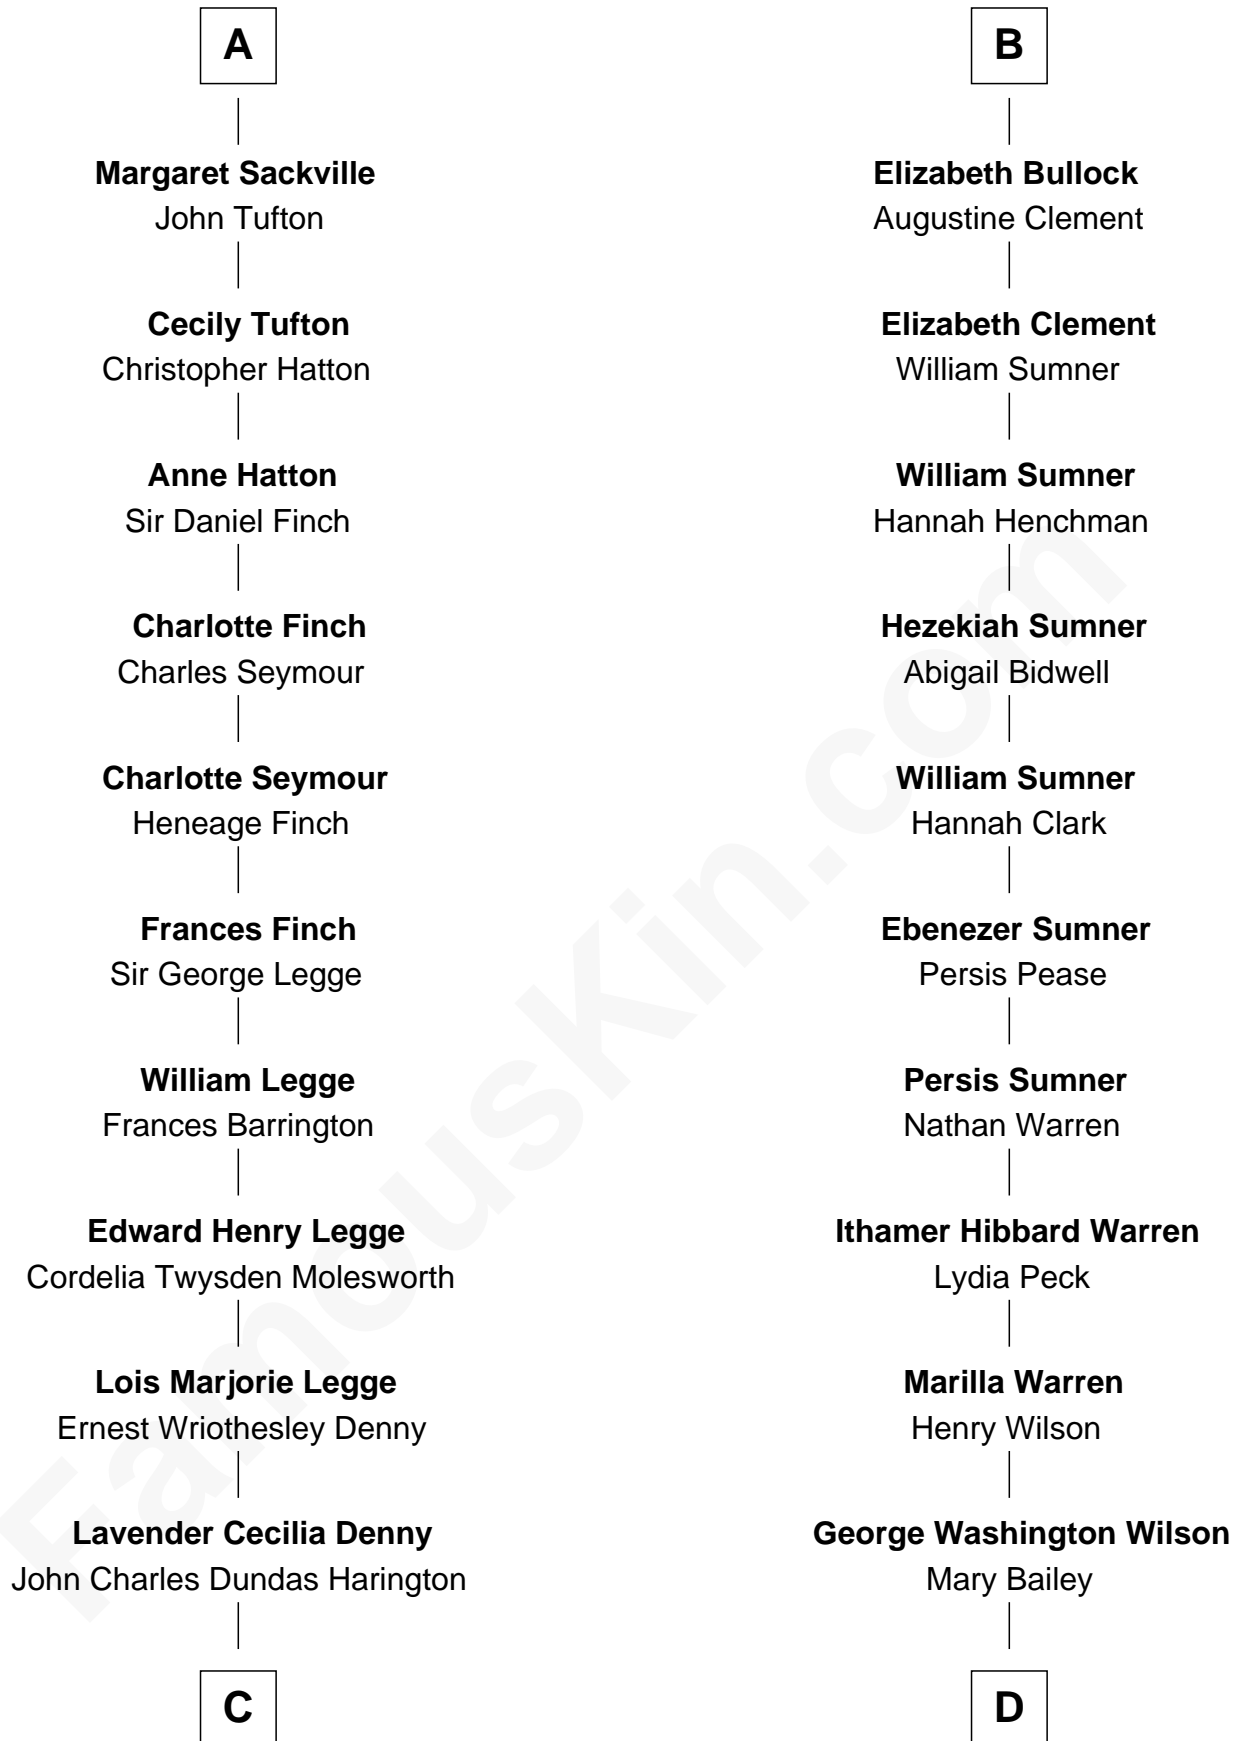 A
Margaret Sackville
John Tufton
Cecily Tufton
Christopher Hatton
Anne Hatton
Sir Daniel Finch
Charlotte Finch
Charles Seymour
Charlotte Seymour
Heneage Finch
Frances Finch
Sir George Legge
William Legge
Frances Barrington
Edward Henry Legge
Cordelia Twysden Molesworth
Lois Marjorie Legge
Ernest Wriothesley Denny
Lavender Cecilia Denny
John Charles Dundas Harington
C
B
Elizabeth Bullock
Augustine Clement
Elizabeth Clement
William Sumner
William Sumner
Hannah Henchman
Hezekiah Sumner
Abigail Bidwell
William Sumner
Hannah Clark
Ebenezer Sumner
Persis Pease
Persis Sumner
Nathan Warren
Ithamer Hibbard Warren
Lydia Peck
Marilla Warren
Henry Wilson
George Washington Wilson
Mary Bailey
D
FamousKin.com